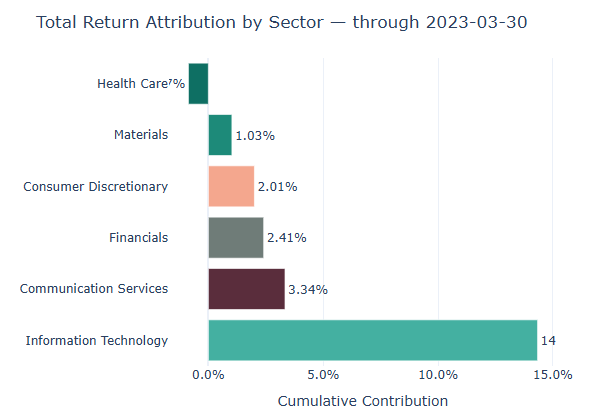 Total Return Attribution by Sector — through 2023-03-30
Health Care 7%
Materials 1.03%
Consumer Discretionary 2.01%
Financials 2.41%
Communication Services 3.34%
Information Technology 14
0.0% 5.0% 10.0% 15.0%
Cumulative Contribution